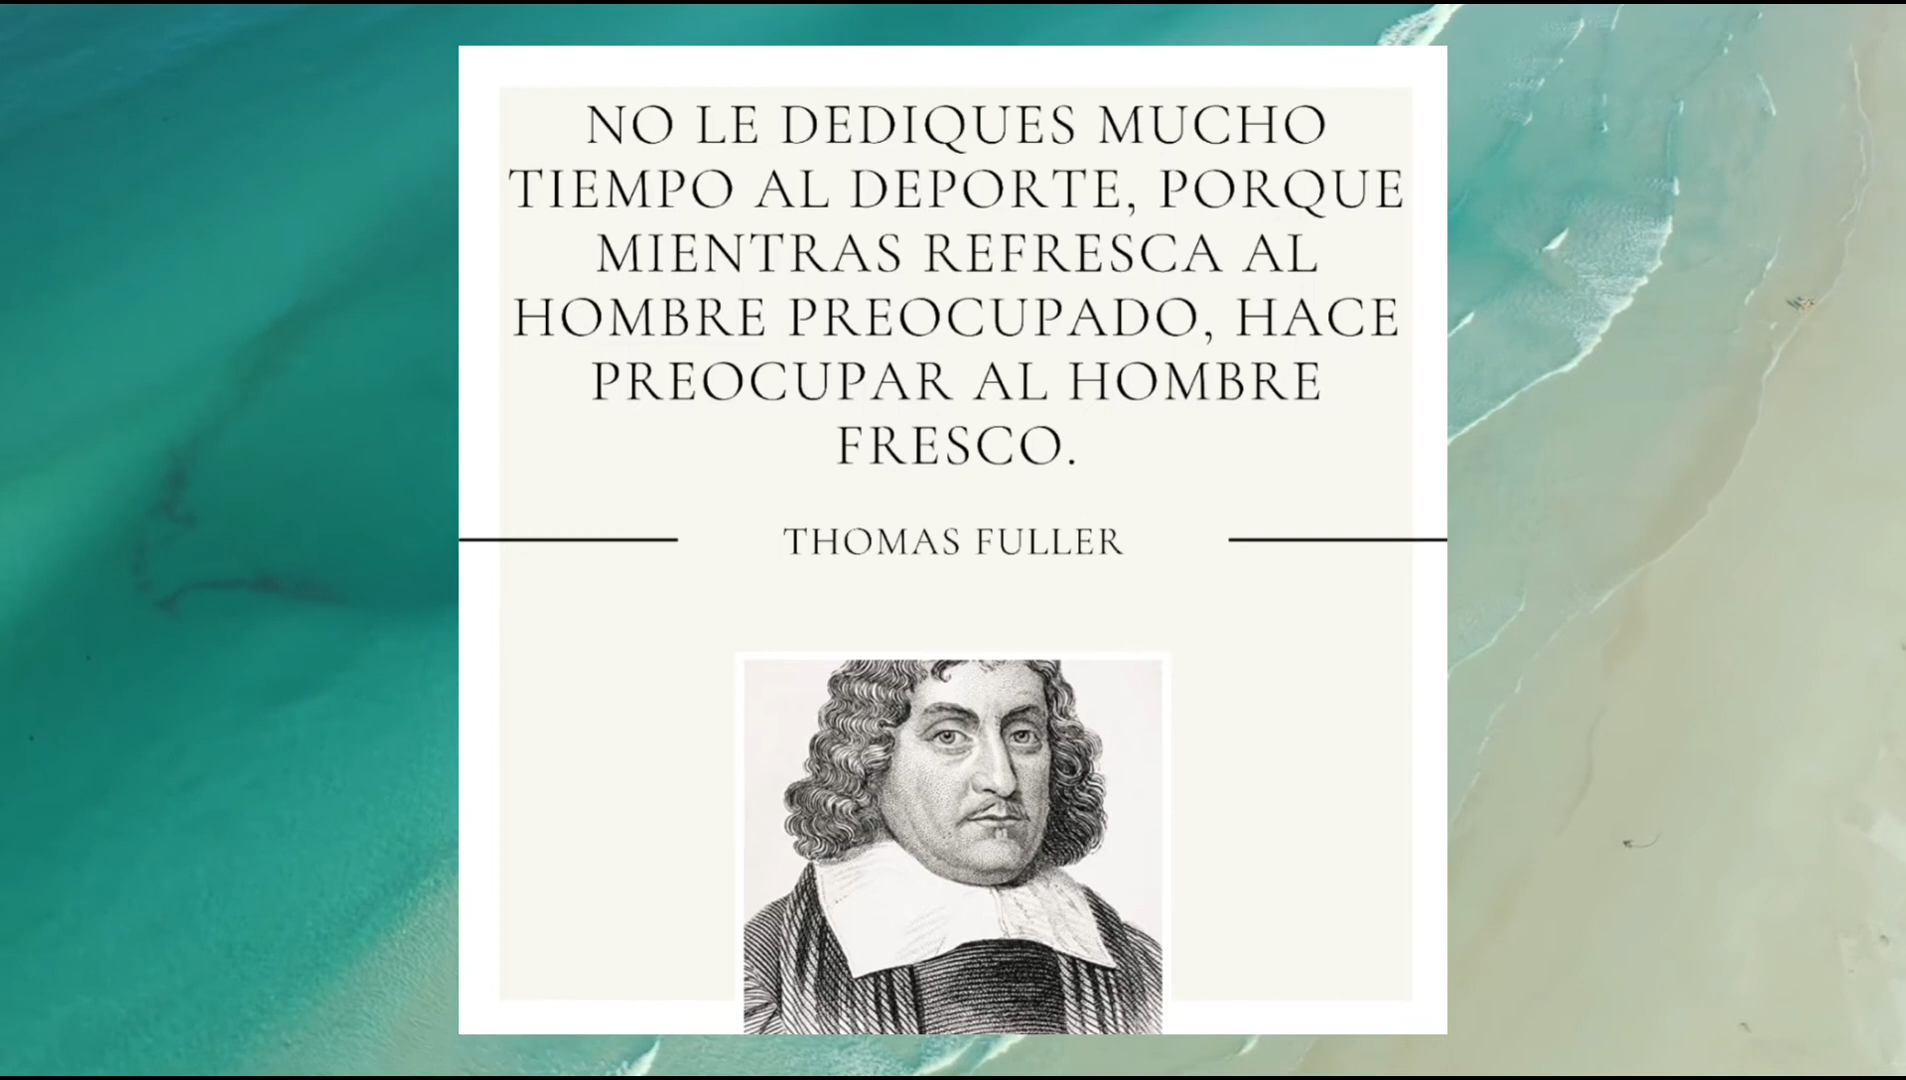 NO LE DEDIQUES MUCHO
TIEMPO AL DEPORTE, PORQUE
MIENTRAS REFRESCA AL
HOMBRE PREOCUPADO, HACE
PREOCUPAR AL HOMBRE
FRESCO.
THOMAS FULLER